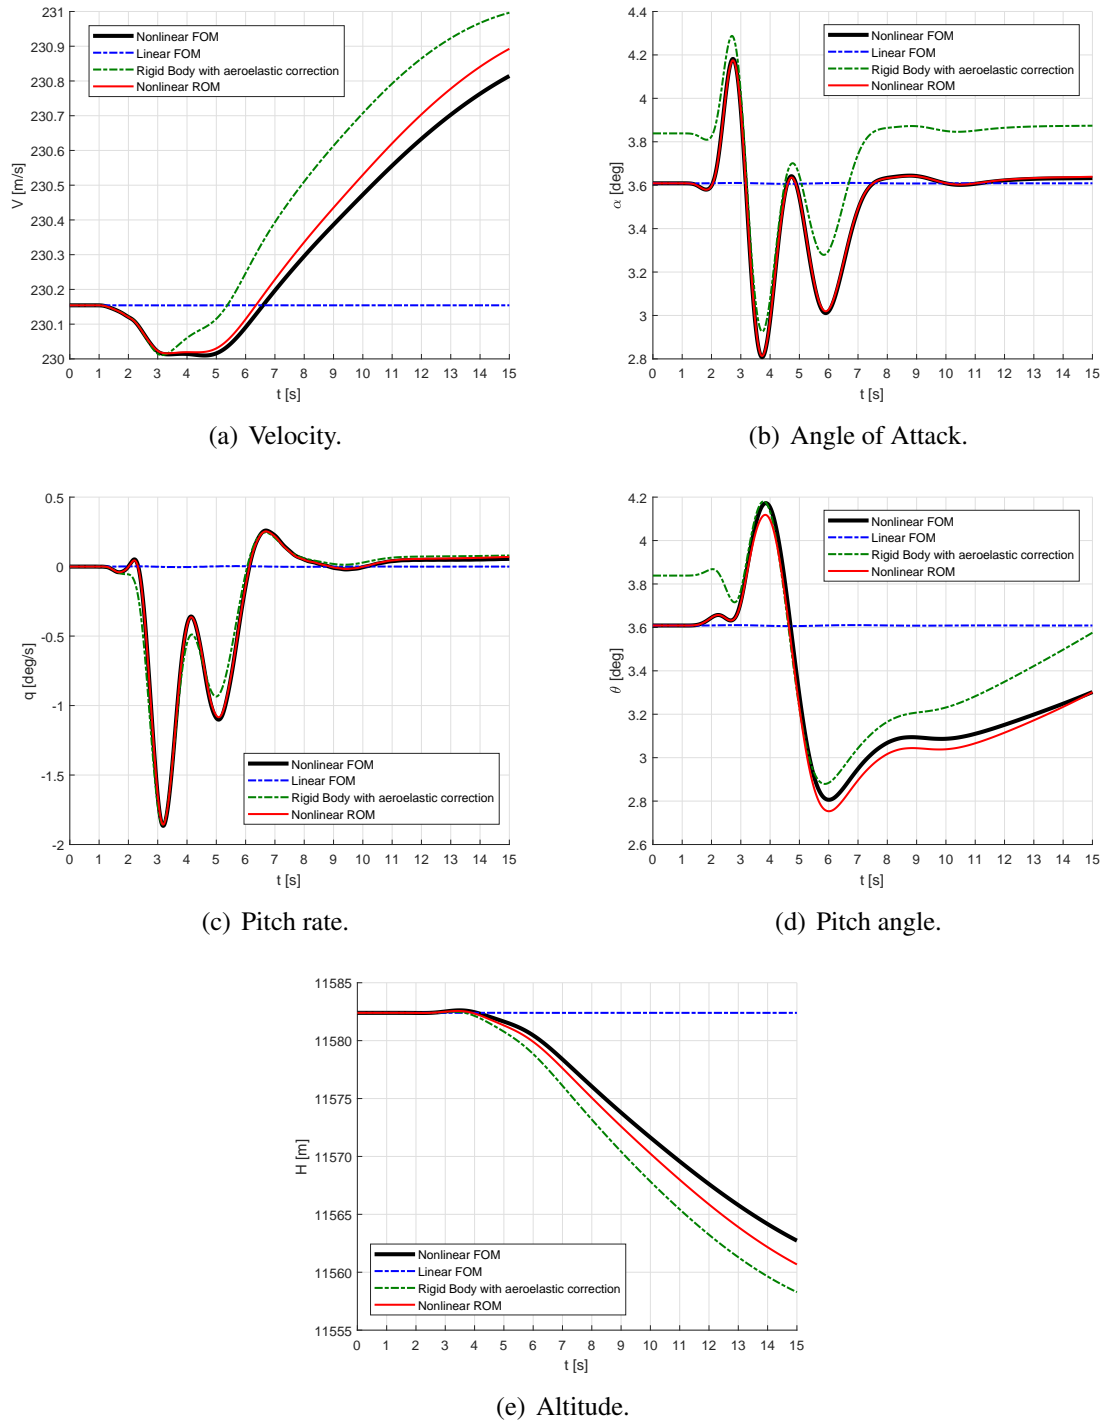 231
230.9
230.8
230.7
230.6
230.5
230.4
230.3
230.2
230.1
230
V [m/s]
Nonlinear FOM
Linear FOM
Rigid Body with aeroelastic correction
Nonlinear ROM
0 1 2 3 4 5 6 7 8 9 10 11 12 13 14 15
t [s]
(a) Velocity.
4.4
4.2
4
3.8
3.6
3.4
3.2
3
2.8
α [deg]
Nonlinear FOM
Linear FOM
Rigid Body with aeroelastic correction
Nonlinear ROM
0 1 2 3 4 5 6 7 8 9 10 11 12 13 14 15
t [s]
(b) Angle of Attack.
0.5
0
-0.5
-1
-1.5
-2
q [deg/s]
Nonlinear FOM
Linear FOM
Rigid Body with aeroelastic correction
Nonlinear ROM
0 1 2 3 4 5 6 7 8 9 10 11 12 13 14 15
t [s]
(c) Pitch rate.
4.2
4
3.8
3.6
3.4
3.2
3
2.8
2.6
θ [deg]
Nonlinear FOM
Linear FOM
Rigid Body with aeroelastic correction
Nonlinear ROM
0 1 2 3 4 5 6 7 8 9 10 11 12 13 14 15
t [s]
(d) Pitch angle.
11585
11580
11575
11570
11565
11560
11555
H [m]
Nonlinear FOM
Linear FOM
Rigid Body with aeroelastic correction
Nonlinear ROM
0 1 2 3 4 5 6 7 8 9 10 11 12 13 14 15
t [s]
(e) Altitude.